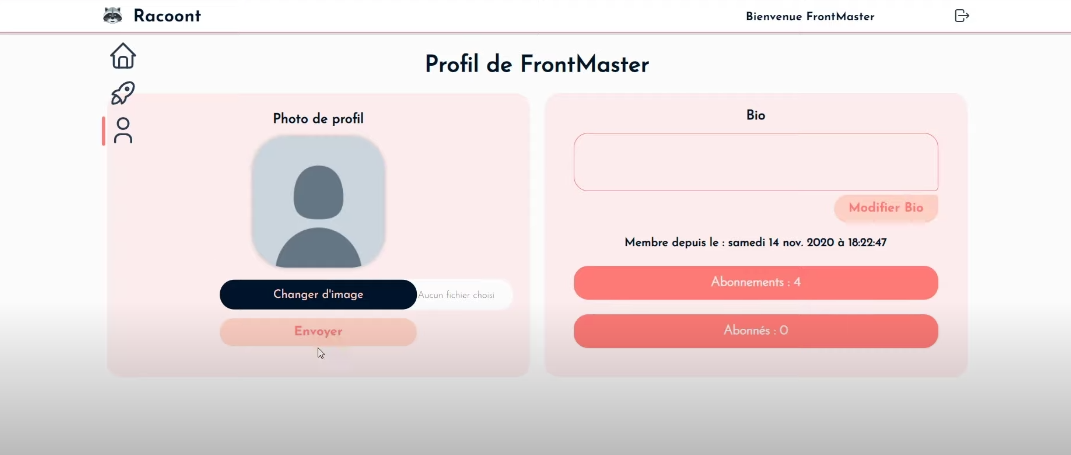 Racoont
Bienvenue FrontMaster
Profil de FrontMaster
Photo de profil
Changer d'image
Aucun fichier choisi
Envoyer
Bio
Modifier Bio
Membre depuis le : samedi 14 nov. 2020 à 18:22:47
Abonnements : 4
Abonnés : 0